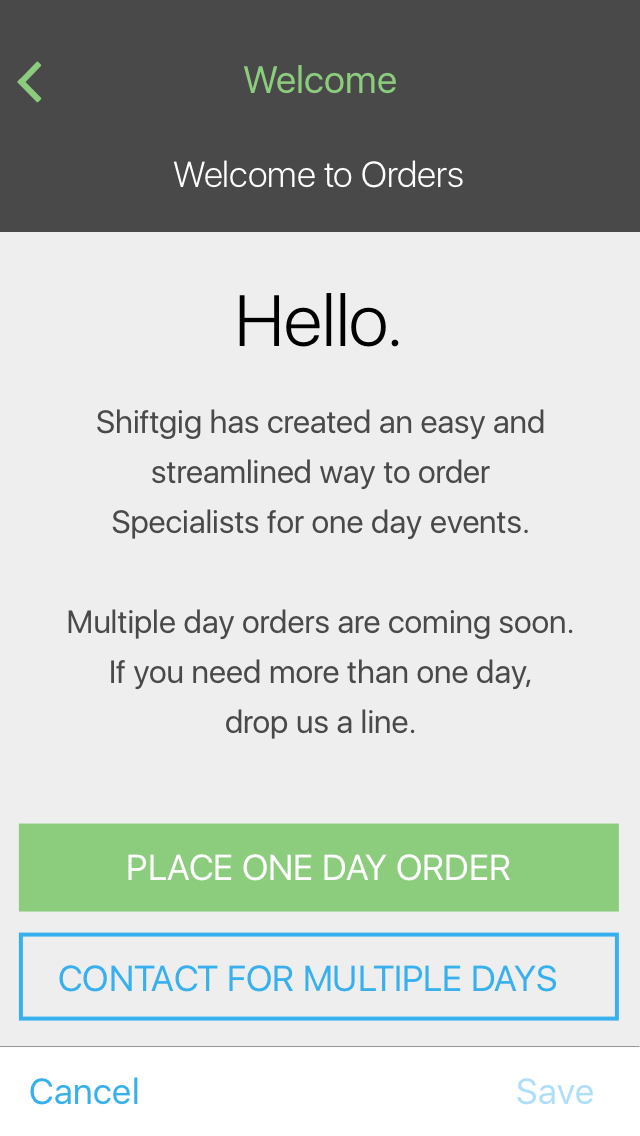 Welcome
Welcome to Orders
Hello.
Shiftgig has created an easy and
streamlined way to order
Specialists for one day events.
Multiple day orders are coming soon.
If you need more than one day,
drop us a line.
PLACE ONE DAY ORDER
CONTACT FOR MULTIPLE DAYS
Cancel
Save